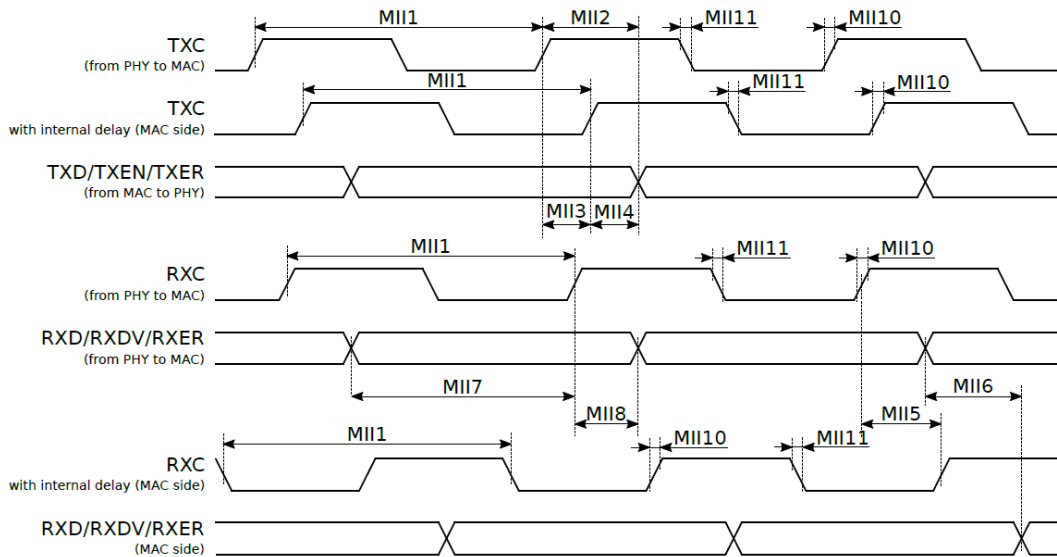 MII1 MII2 MII11 MII10
TXC
(from PHY to MAC)
MII1 MII11 MII10
TXC
with internal delay (MAC side)
TXD/TXEN/TXER
(from MAC to PHY)
MII3 MII4
MII1 MII11 MII10
RXC
(from PHY to MAC)
RXD/RXDV/RXER
(from PHY to MAC)
MII7 MII6
MII8 MII5
MII1 MII10 MII11
RXC
with internal delay (MAC side)
RXD/RXDV/RXER
(MAC side)